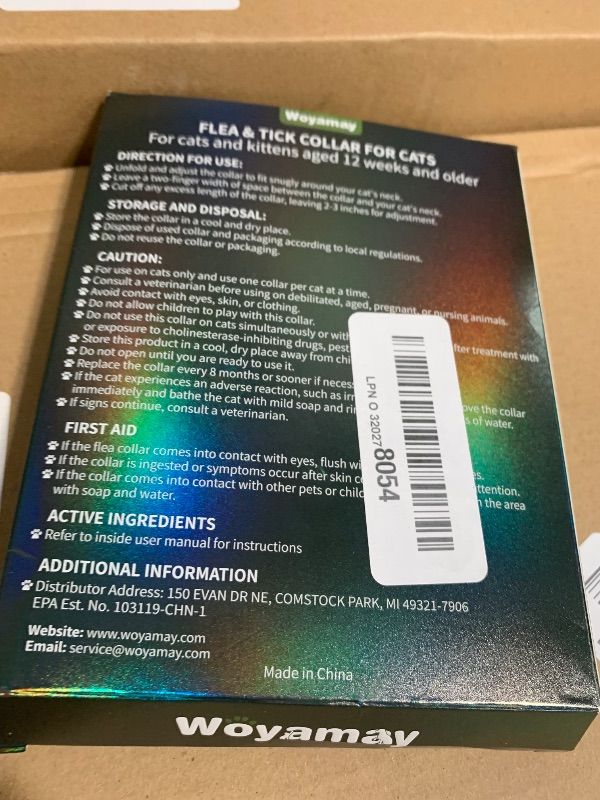 Woyamay
FLEA & TICK COLLAR FOR CATS
For cats and kittens aged 12 weeks and older
DIRECTION FOR USE:
Unfold and adjust the collar to fit snugly around your cat's neck.
Leave a two-finger width of space between the collar and your cat's neck.
Cut off any excess length of the collar, leaving 2-3 inches for adjustment.
STORAGE AND DISPOSAL:
Store the collar in a cool and dry place.
Dispose of used collar and packaging according to local regulations.
Do not reuse the collar or packaging.
CAUTION:
For use on cats only and use one collar per cat at a time.
Consult a veterinarian before using on debilitated, aged, pregnant, or nursing animals.
Avoid contact with eyes, skin, or clothing.
Do not allow children to play with this collar.
Do not use this collar on cats simultaneously or with fter treatment with
or exposure to cholinesterase-inhibiting drugs, pest
Store this product in a cool, dry place away from chi
Do not open until you are ready to use it.
Replace the collar every 8 months or sooner if neces
If the cat experiences an adverse reaction, such as irr ove the collar
immediately and bathe the cat with mild soap and rin s of water.
If signs continue, consult a veterinarian.
FIRST AID
If the flea collar comes into contact with eyes, flush wi es.
If the collar is ingested or symptoms occur after skin co ttention.
If the collar comes into contact with other pets or child n the area
with soap and water.
ACTIVE INGREDIENTS
Refer to inside user manual for instructions
ADDITIONAL INFORMATION
Distributor Address: 150 EVAN DR NE, COMSTOCK PARK, MI 49321-7906
EPA Est. No. 103119-CHN-1
Website: www.woyamay.com
Email: service@woyamay.com
Made in China
Woyamay
LPN O 320278054